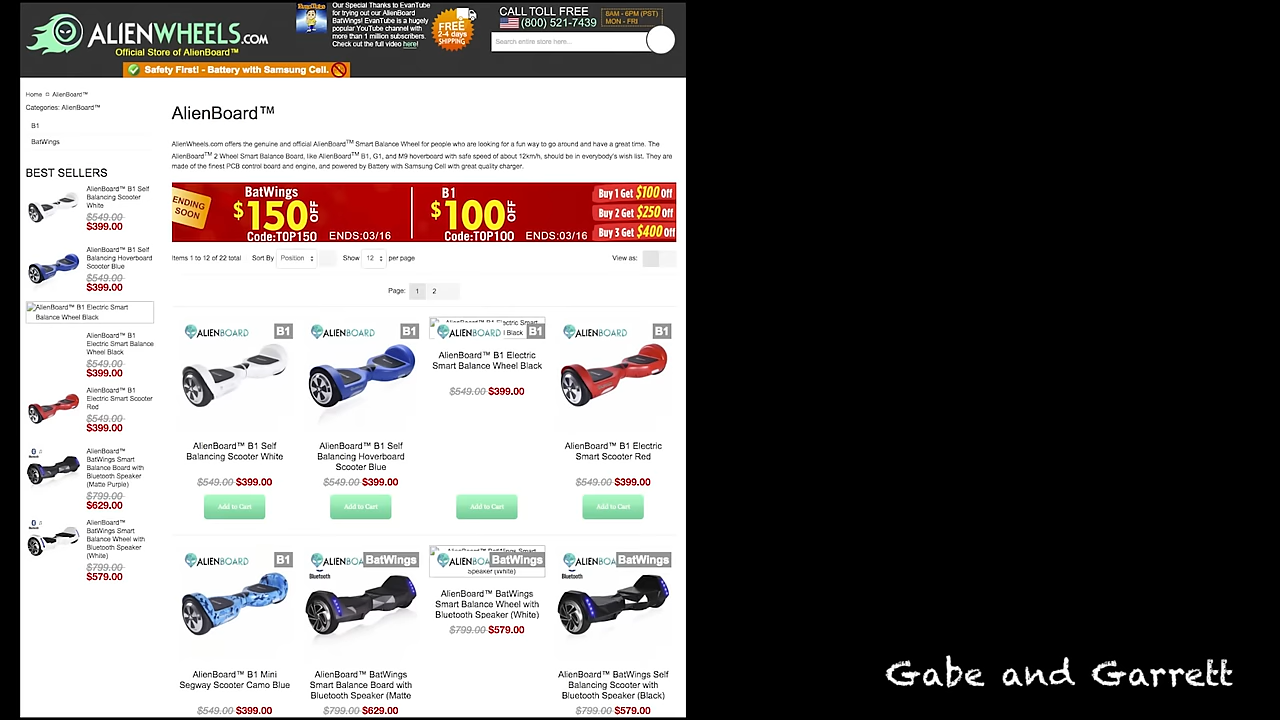 ALIENWHEELS.COM
Official Store of AlienBoard™
Our Special Thanks to EvanTube
for trying out our AlienBoard
BatWings! EvanTube is a hugely
popular YouTube channel with
more than 1 million subscribers.
Check out the full video here!
FREE
2-4 days
SHIPPING
CALL TOLL FREE
(800) 521-7439
8AM - 6PM (PST)
MON - FRI
Search entire store here...
Safety First! - Battery with Samsung Cell.
Home AlienBoard™
Categories: AlienBoard™
B1
BatWings
BEST SELLERS
AlienBoard™ B1 Self
Balancing Scooter
White
$549.00
$399.00
AlienBoard™ B1 Self
Balancing Hoverboard
Scooter Blue
$549.00
$399.00
AlienBoard™ B1 Electric Smart
Balance Wheel Black
AlienBoard™ B1
Electric Smart Balance
Wheel Black
$549.00
$399.00
AlienBoard™ B1
Electric Smart Scooter
Red
$549.00
$399.00
AlienBoard™
BatWings Smart
Balance Board with
Bluetooth Speaker
(Matte Purple)
$799.00
$629.00
AlienBoard™
BatWings Smart
Balance Wheel with
Bluetooth Speaker
(White)
$799.00
$579.00
AlienBoard™
AlienWheels.com offers the genuine and official AlienBoard™ Smart Balance Wheel for people who are looking for a fun way to go around and have a great time. The
AlienBoard™ 2 Wheel Smart Balance Board, like AlienBoard™ B1, G1, and M9 hoverboard with safe speed of about 12km/h, should be in everybody's wish list. They are
made of the finest PCB control board and engine, and powered by Battery with Samsung Cell with great quality charger.
ENDING
SOON
BatWings
$150 OFF
Code:TOP150 ENDS:03/16
B1
$100 OFF
Code:TOP100 ENDS:03/16
Buy 1 Get $100 Off
Buy 2 Get $250 Off
Buy 3 Get $400 Off
Items 1 to 12 of 22 total Sort By Position Show 12 per page View as:
Page: 1 2
ALIENBOARD B1
AlienBoard™ B1 Self
Balancing Scooter White
$549.00 $399.00
Add to Cart
ALIENBOARD B1
AlienBoard™ B1 Self
Balancing Hoverboard
Scooter Blue
$549.00 $399.00
Add to Cart
ALIENBOARD B1
AlienBoard™ B1 Electric
Smart Balance Wheel Black
$549.00 $399.00
Add to Cart
ALIENBOARD B1
AlienBoard™ B1 Electric
Smart Scooter Red
$549.00 $399.00
Add to Cart
ALIENBOARD B1
AlienBoard™ B1 Mini
Segway Scooter Camo Blue
$549.00 $399.00
ALIENBOA BatWings
Bluetooth
AlienBoard™ BatWings
Smart Balance Board with
Bluetooth Speaker (Matte
$799.00 $629.00
ALIENBOA BatWings
Speaker (White)
AlienBoard™ BatWings
Smart Balance Wheel with
Bluetooth Speaker (White)
$799.00 $579.00
ALIENBOA BatWings
Bluetooth
AlienBoard™ BatWings Self
Balancing Scooter with
Bluetooth Speaker (Black)
$799.00 $579.00
Gabe and Garrett